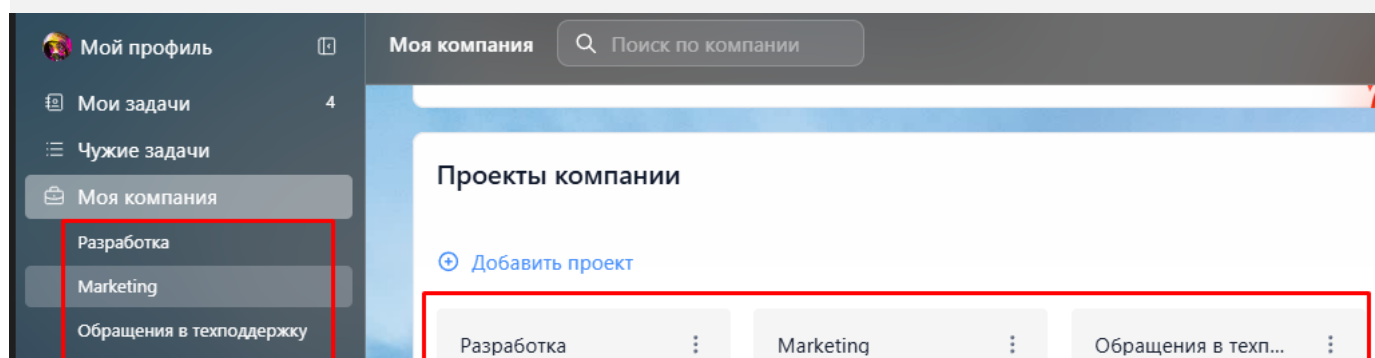 Мой профиль
Мои задачи 4
Чужие задачи
Моя компания
Разработка
Marketing
Обращения в техподдержку
Моя компания Поиск по компании
Проекты компании
Добавить проект
Разработка Marketing Обращения в техп...